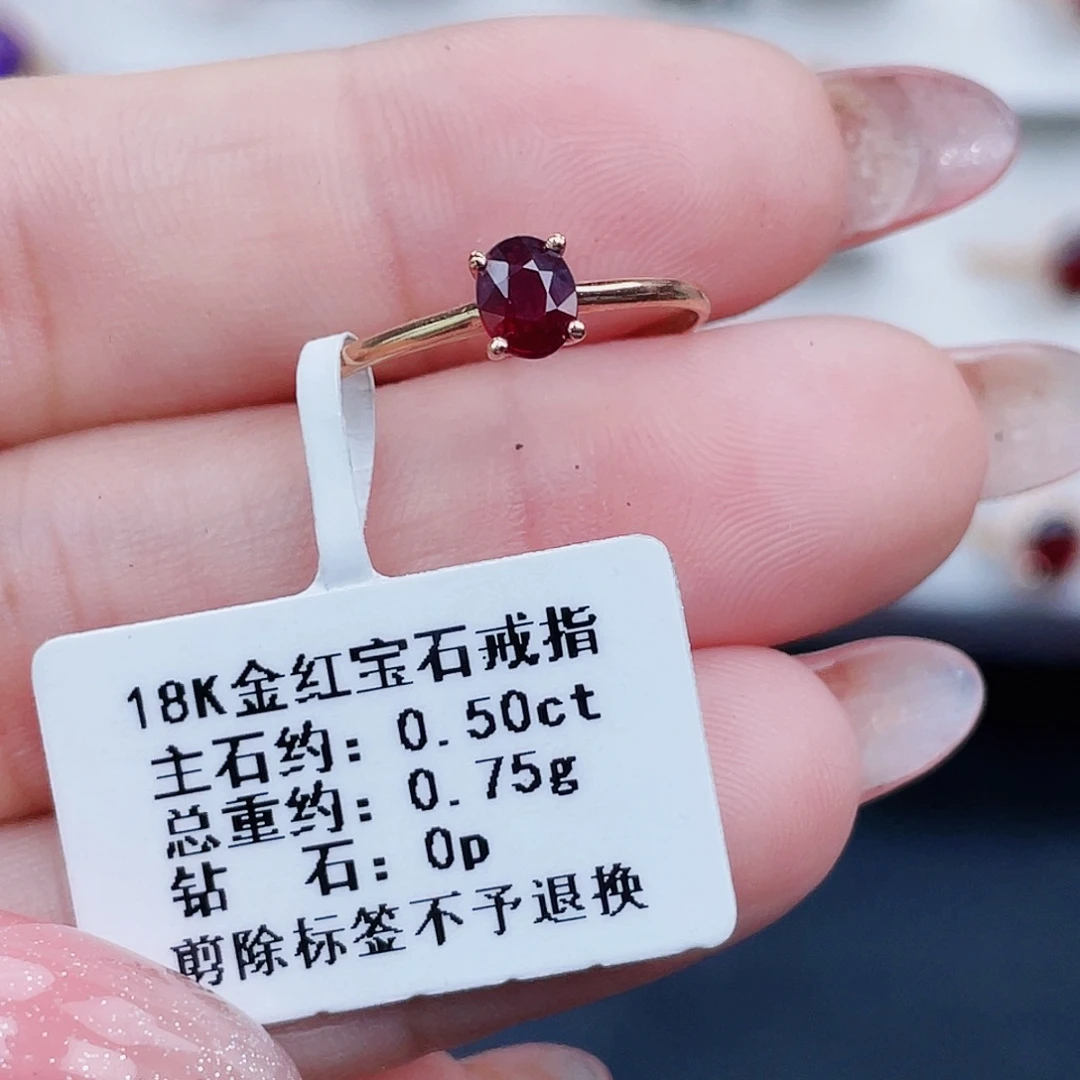 18K金红宝石戒指
主石约：0.50ct
总重约：0.75g
钻 石：0p
剪除标签不予退换